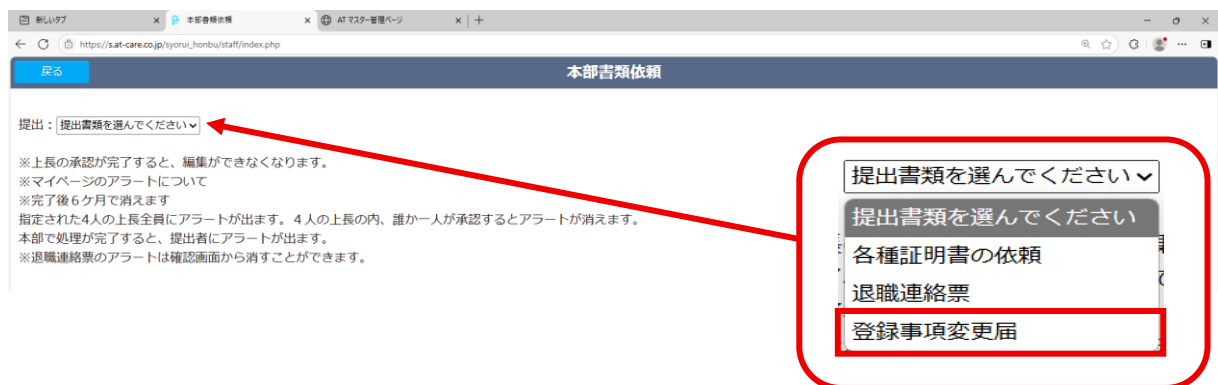 新しいタブ
本部書類依頼
ATマスター管理ページ
https://s.at-care.co.jp/syorui_honbu/staff/index.php
戻る
本部書類依頼
提出：
提出書類を選んでください
※上長の承認が完了すると、編集ができなくなります。
※マイページのアラートについて
※完了後６ケ月で消えます
指定された4人の上長全員にアラートが出ます。４人の上長の内、誰か一人が承認するとアラートが消えます。
本部で処理が完了すると、提出者にアラートが出ます。
※退職連絡票のアラートは確認画面から消すことができます。
提出書類を選んでください
提出書類を選んでください
各種証明書の依頼
退職連絡票
登録事項変更届